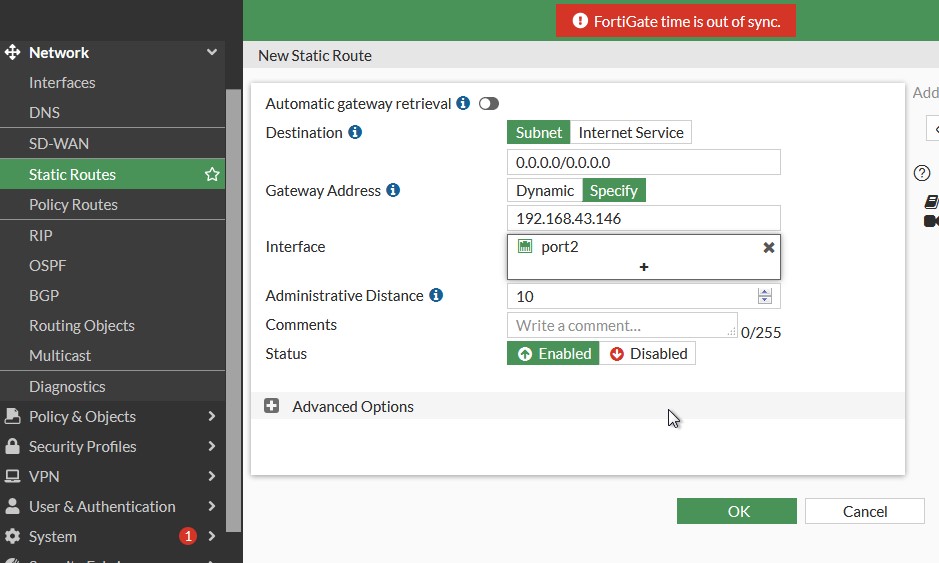 FortiGate time is out of sync.
Network
Interfaces
DNS
SD-WAN
Static Routes
Policy Routes
RIP
OSPF
BGP
Routing Objects
Multicast
Diagnostics
Policy & Objects
Security Profiles
VPN
User & Authentication
System 1
New Static Route
Automatic gateway retrieval
Destination Subnet Internet Service
0.0.0.0/0.0.0.0
Gateway Address Dynamic Specify
192.168.43.146
Interface port2
+
Administrative Distance 10
Comments Write a comment... 0/255
Status Enabled Disabled
Advanced Options
OK Cancel
Add